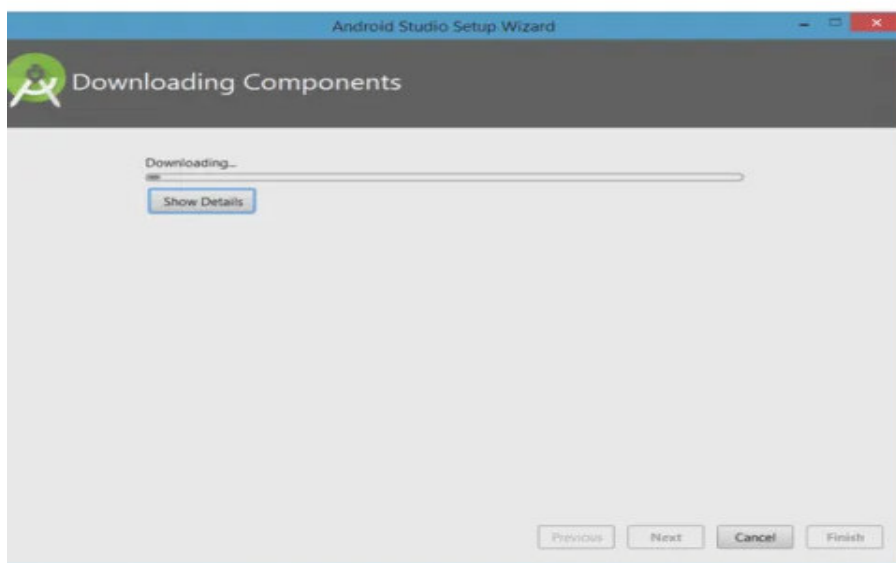 Android Studio Setup Wizard
Downloading Components
Downloading...
Show Details
Previous
Next
Cancel
Finish